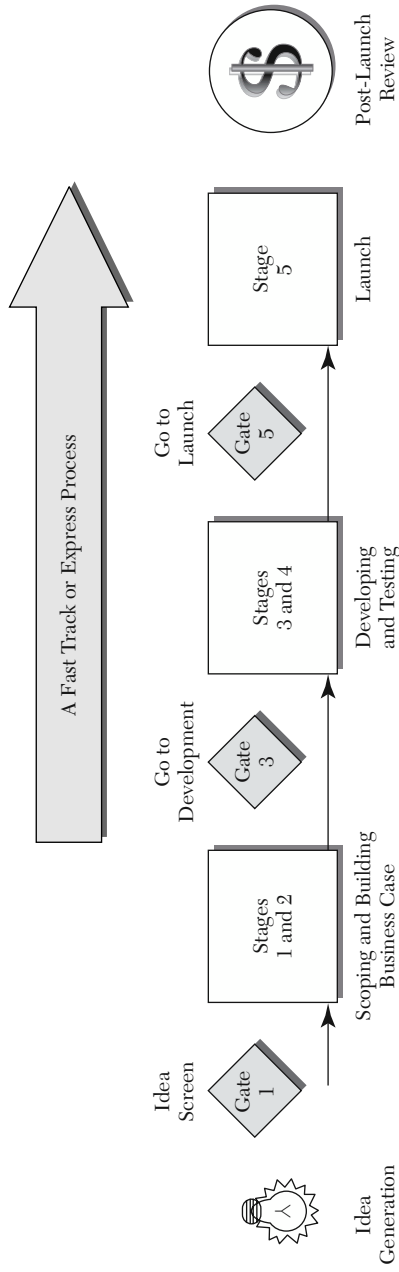 A Fast Track or Express Process
Idea
Generation
Idea
Screen
Gate
1
Stages
1 and 2
Scoping and Building
Business Case
Go to
Development
Gate
3
Stages
3 and 4
Developing
and Testing
Go to
Launch
Gate
5
Stage
5
Launch
$
Post-Launch
Review